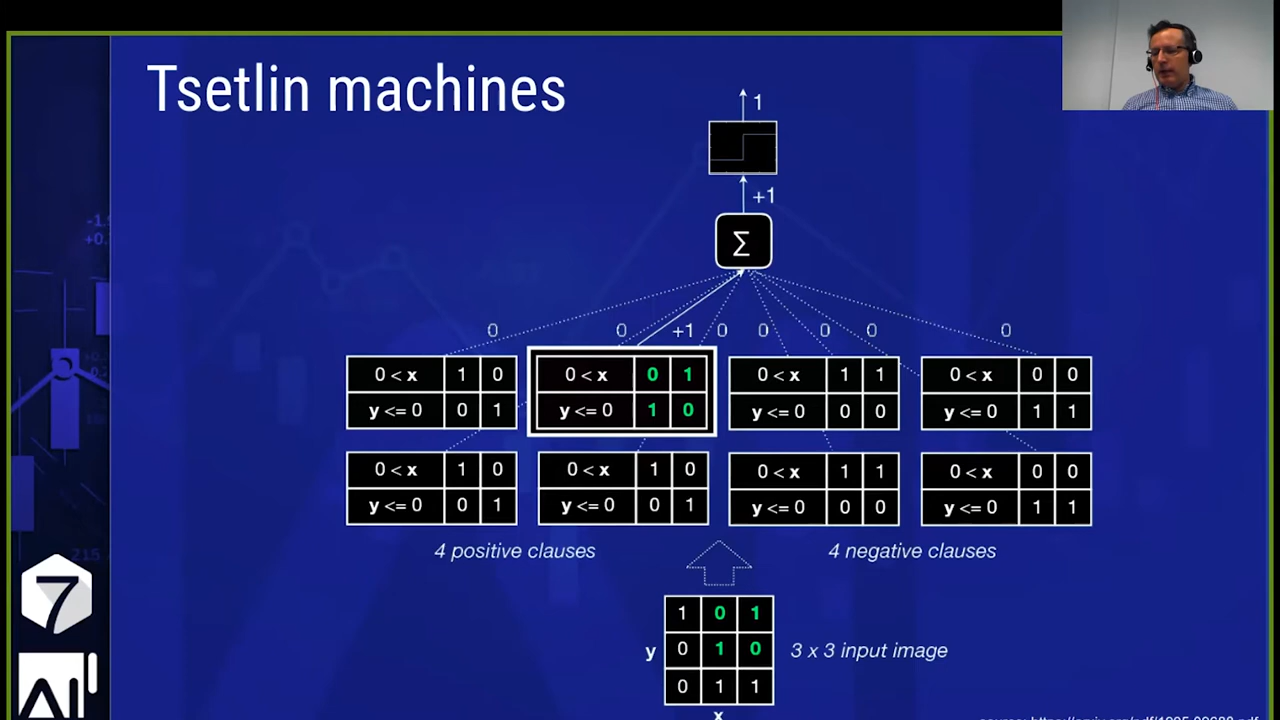 Tsetlin machines
1
+1
Σ
0 0 +1 0 0 0 0 0
0 < x 1 0
y <= 0 0 1
0 < x 0 1
y <= 0 1 0
0 < x 1 1
y <= 0 0 0
0 < x 0 0
y <= 0 1 1
0 < x 1 0
y <= 0 0 1
0 < x 1 0
y <= 0 0 1
0 < x 1 1
y <= 0 0 0
0 < x 0 0
y <= 0 1 1
4 positive clauses
4 negative clauses
1 0 1
y 0 1 0 3 x 3 input image
0 1 1
x
7
AI
215